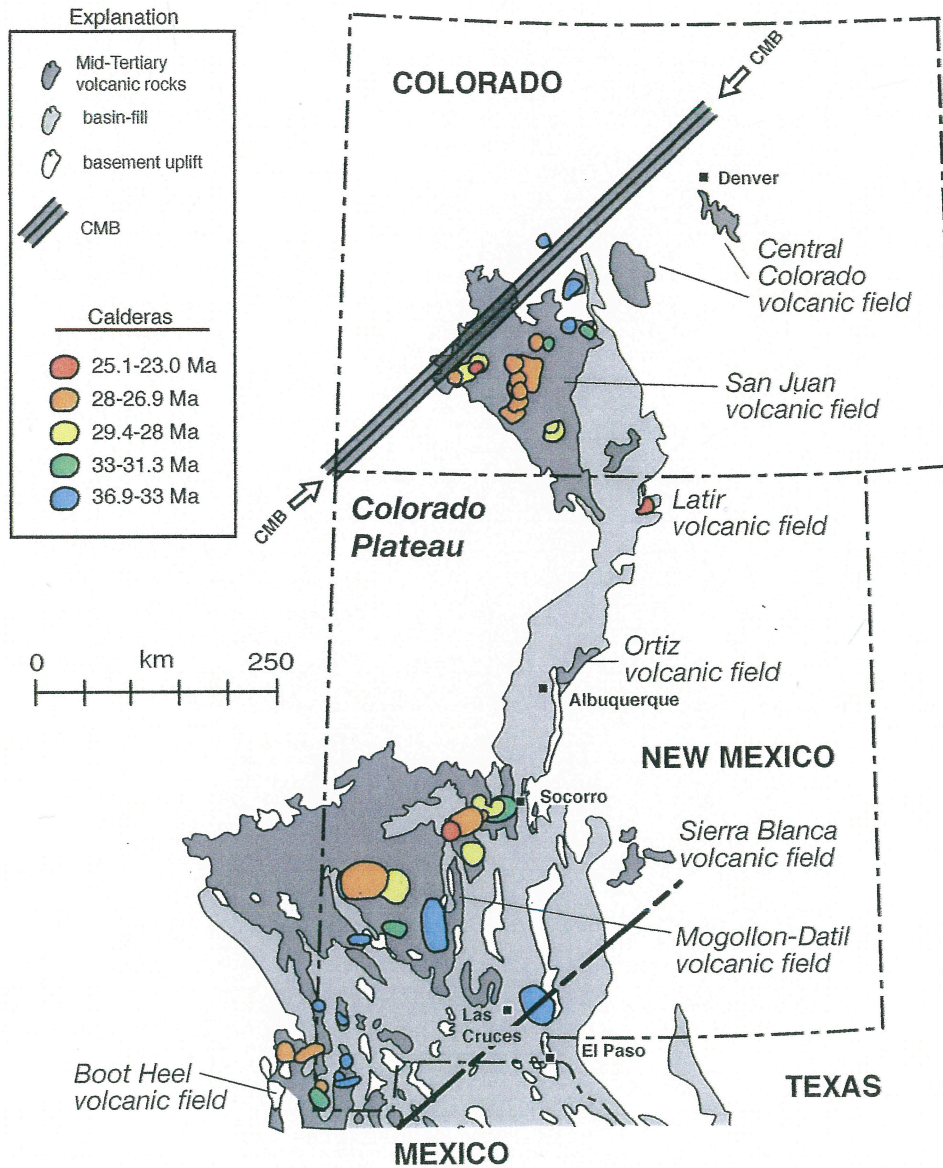 Explanation
Mid-Tertiary
volcanic rocks
basin-fill
basement uplift
CMB
Calderas
25.1-23.0 Ma
28-26.9 Ma
29.4-28 Ma
33-31.3 Ma
36.9-33 Ma
COLORADO
CMB
Denver
Central
Colorado
volcanic field
San Juan
volcanic field
CMB
Colorado
Plateau
Latir
volcanic field
0 km 250
Ortiz
volcanic field
Albuquerque
NEW MEXICO
Socorro
Sierra Blanca
volcanic field
Mogollon-Datil
volcanic field
Las
Cruces
El Paso
Boot Heel
volcanic field
TEXAS
MEXICO